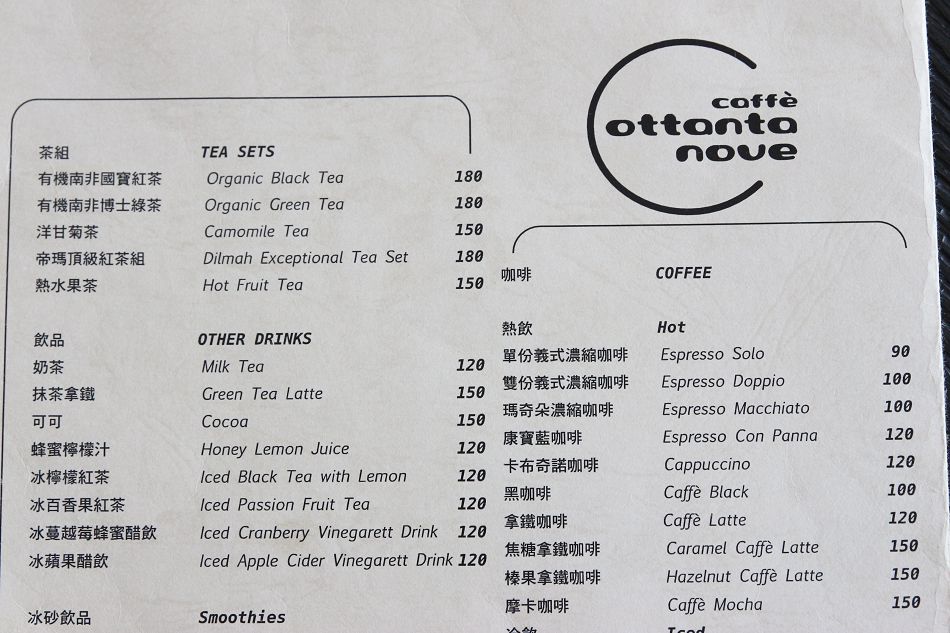 caffè
ottanta
nove
茶組 TEA SETS
有機南非國寶紅茶 Organic Black Tea 180
有機南非博士綠茶 Organic Green Tea 180
洋甘菊茶 Camomile Tea 150
帝瑪頂級紅茶組 Dilmah Exceptional Tea Set 180
熱水果茶 Hot Fruit Tea 150
飲品 OTHER DRINKS
奶茶 Milk Tea 120
抹茶拿鐵 Green Tea Latte 150
可可 Cocoa 150
蜂蜜檸檬汁 Honey Lemon Juice 120
冰檸檬紅茶 Iced Black Tea with Lemon 120
冰百香果紅茶 Iced Passion Fruit Tea 120
冰蔓越莓蜂蜜醋飲 Iced Cranberry Vinegarett Drink 120
冰蘋果醋飲 Iced Apple Cider Vinegarett Drink 120
冰砂飲品 Smoothies
咖啡 COFFEE
熱飲 Hot
單份義式濃縮咖啡 Espresso Solo 90
雙份義式濃縮咖啡 Espresso Doppio 100
瑪奇朵濃縮咖啡 Espresso Macchiato 100
康寶藍咖啡 Espresso Con Panna 120
卡布奇諾咖啡 Cappuccino 120
黑咖啡 Caffè Black 100
拿鐵咖啡 Caffè Latte 120
焦糖拿鐵咖啡 Caramel Caffè Latte 150
榛果拿鐵咖啡 Hazelnut Caffè Latte 150
摩卡咖啡 Caffè Mocha 150
冷飲 Iced